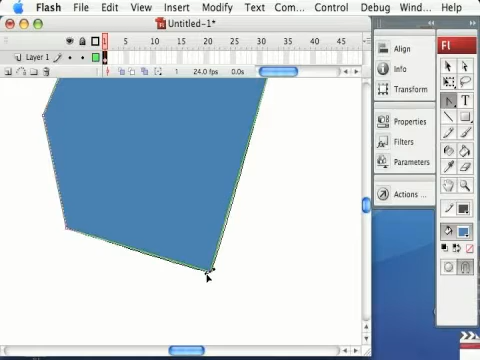 Flash File Edit View Insert Modify Text Com... Control Debug Wind... Help
Untitled-1*
5 10 15 20 25 30 35 40 45
Layer 1
1 24.0 fps 0.0s
Align
Info
Transform
Properties
Filters
Parameters
Actions ...
Fl
T